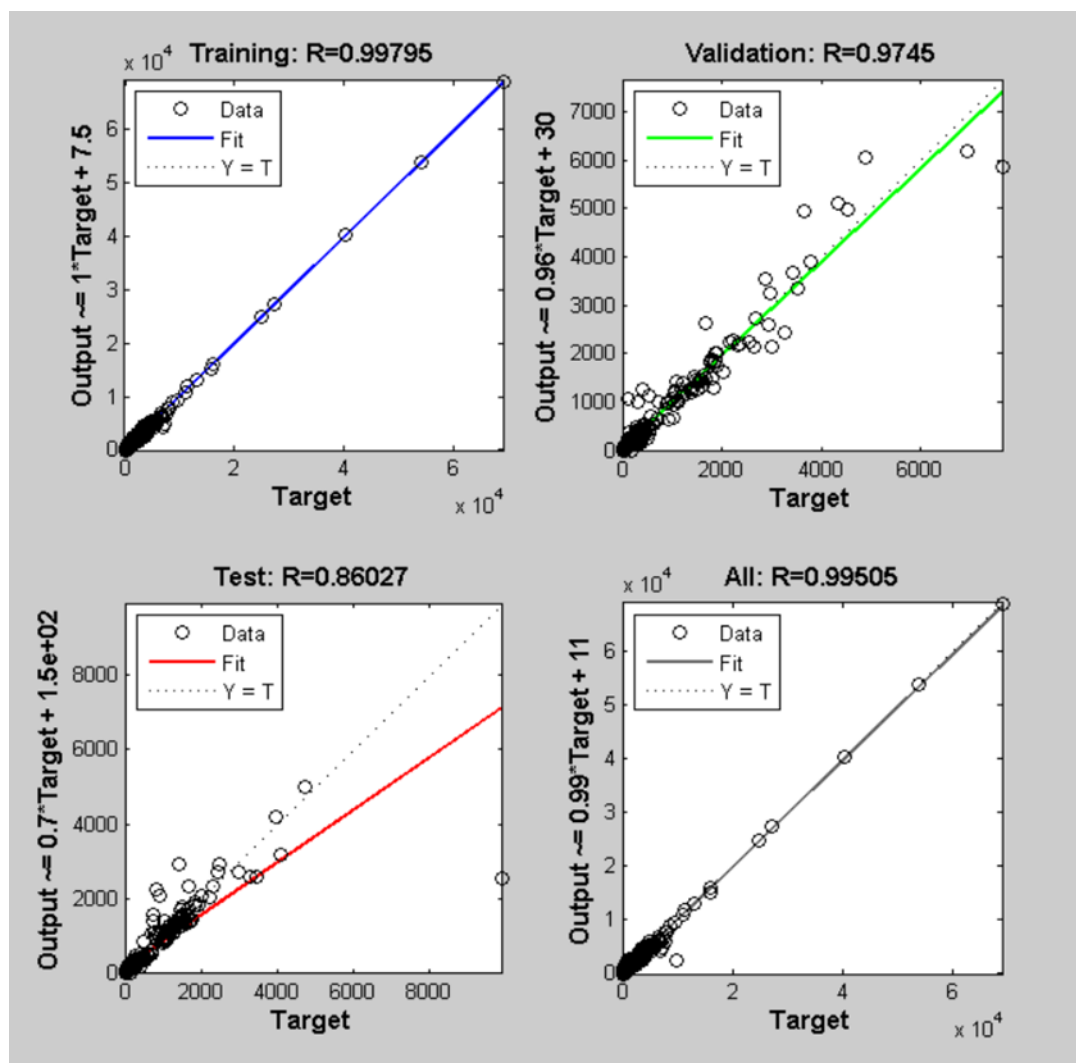 Training: R=0.99795
x 10^4
Output ~= 1*Target + 7.5
Data
Fit
Y = T
6
5
4
3
2
1
0
0 2 4 6
x 10^4
Target
Validation: R=0.9745
Output ~= 0.96*Target + 30
Data
Fit
Y = T
7000
6000
5000
4000
3000
2000
1000
0
0 2000 4000 6000
Target
Test: R=0.86027
Output ~= 0.7*Target + 1.5e+02
Data
Fit
Y = T
8000
6000
4000
2000
0
0 2000 4000 6000 8000
Target
All: R=0.99505
x 10^4
Output ~= 0.99*Target + 11
Data
Fit
Y = T
6
5
4
3
2
1
0
0 2 4 6
x 10^4
Target